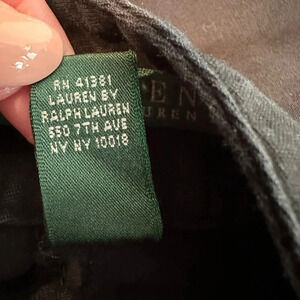 RN 41381
LAUREN BY
RALPH LAUREN
550 7TH AVE
NY NY 10018